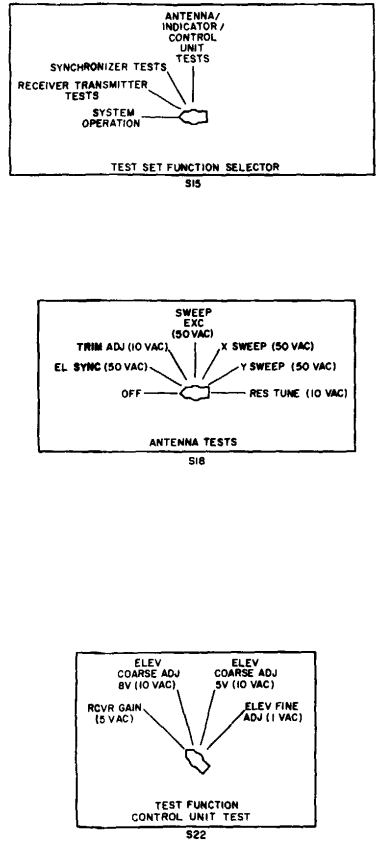 ANTENNA/
INDICATOR/
CONTROL
UNIT
TESTS
SYNCHRONIZER TESTS
RECEIVER TRANSMITTER
TESTS
SYSTEM
OPERATION
TEST SET FUNCTION SELECTOR
S15
SWEEP
EXC
(50 VAC)
TRIM ADJ (10 VAC)
X SWEEP (50 VAC)
EL SYNC (50 VAC)
Y SWEEP (50 VAC)
OFF
RES TUNE (10 VAC)
ANTENNA TESTS
S18
ELEV
COARSE ADJ
8V (10 VAC)
ELEV
COARSE ADJ
5V (10 VAC)
RCVR GAIN
(5 VAC)
ELEV FINE
ADJ (1 VAC)
TEST FUNCTION
CONTROL UNIT TEST
S22